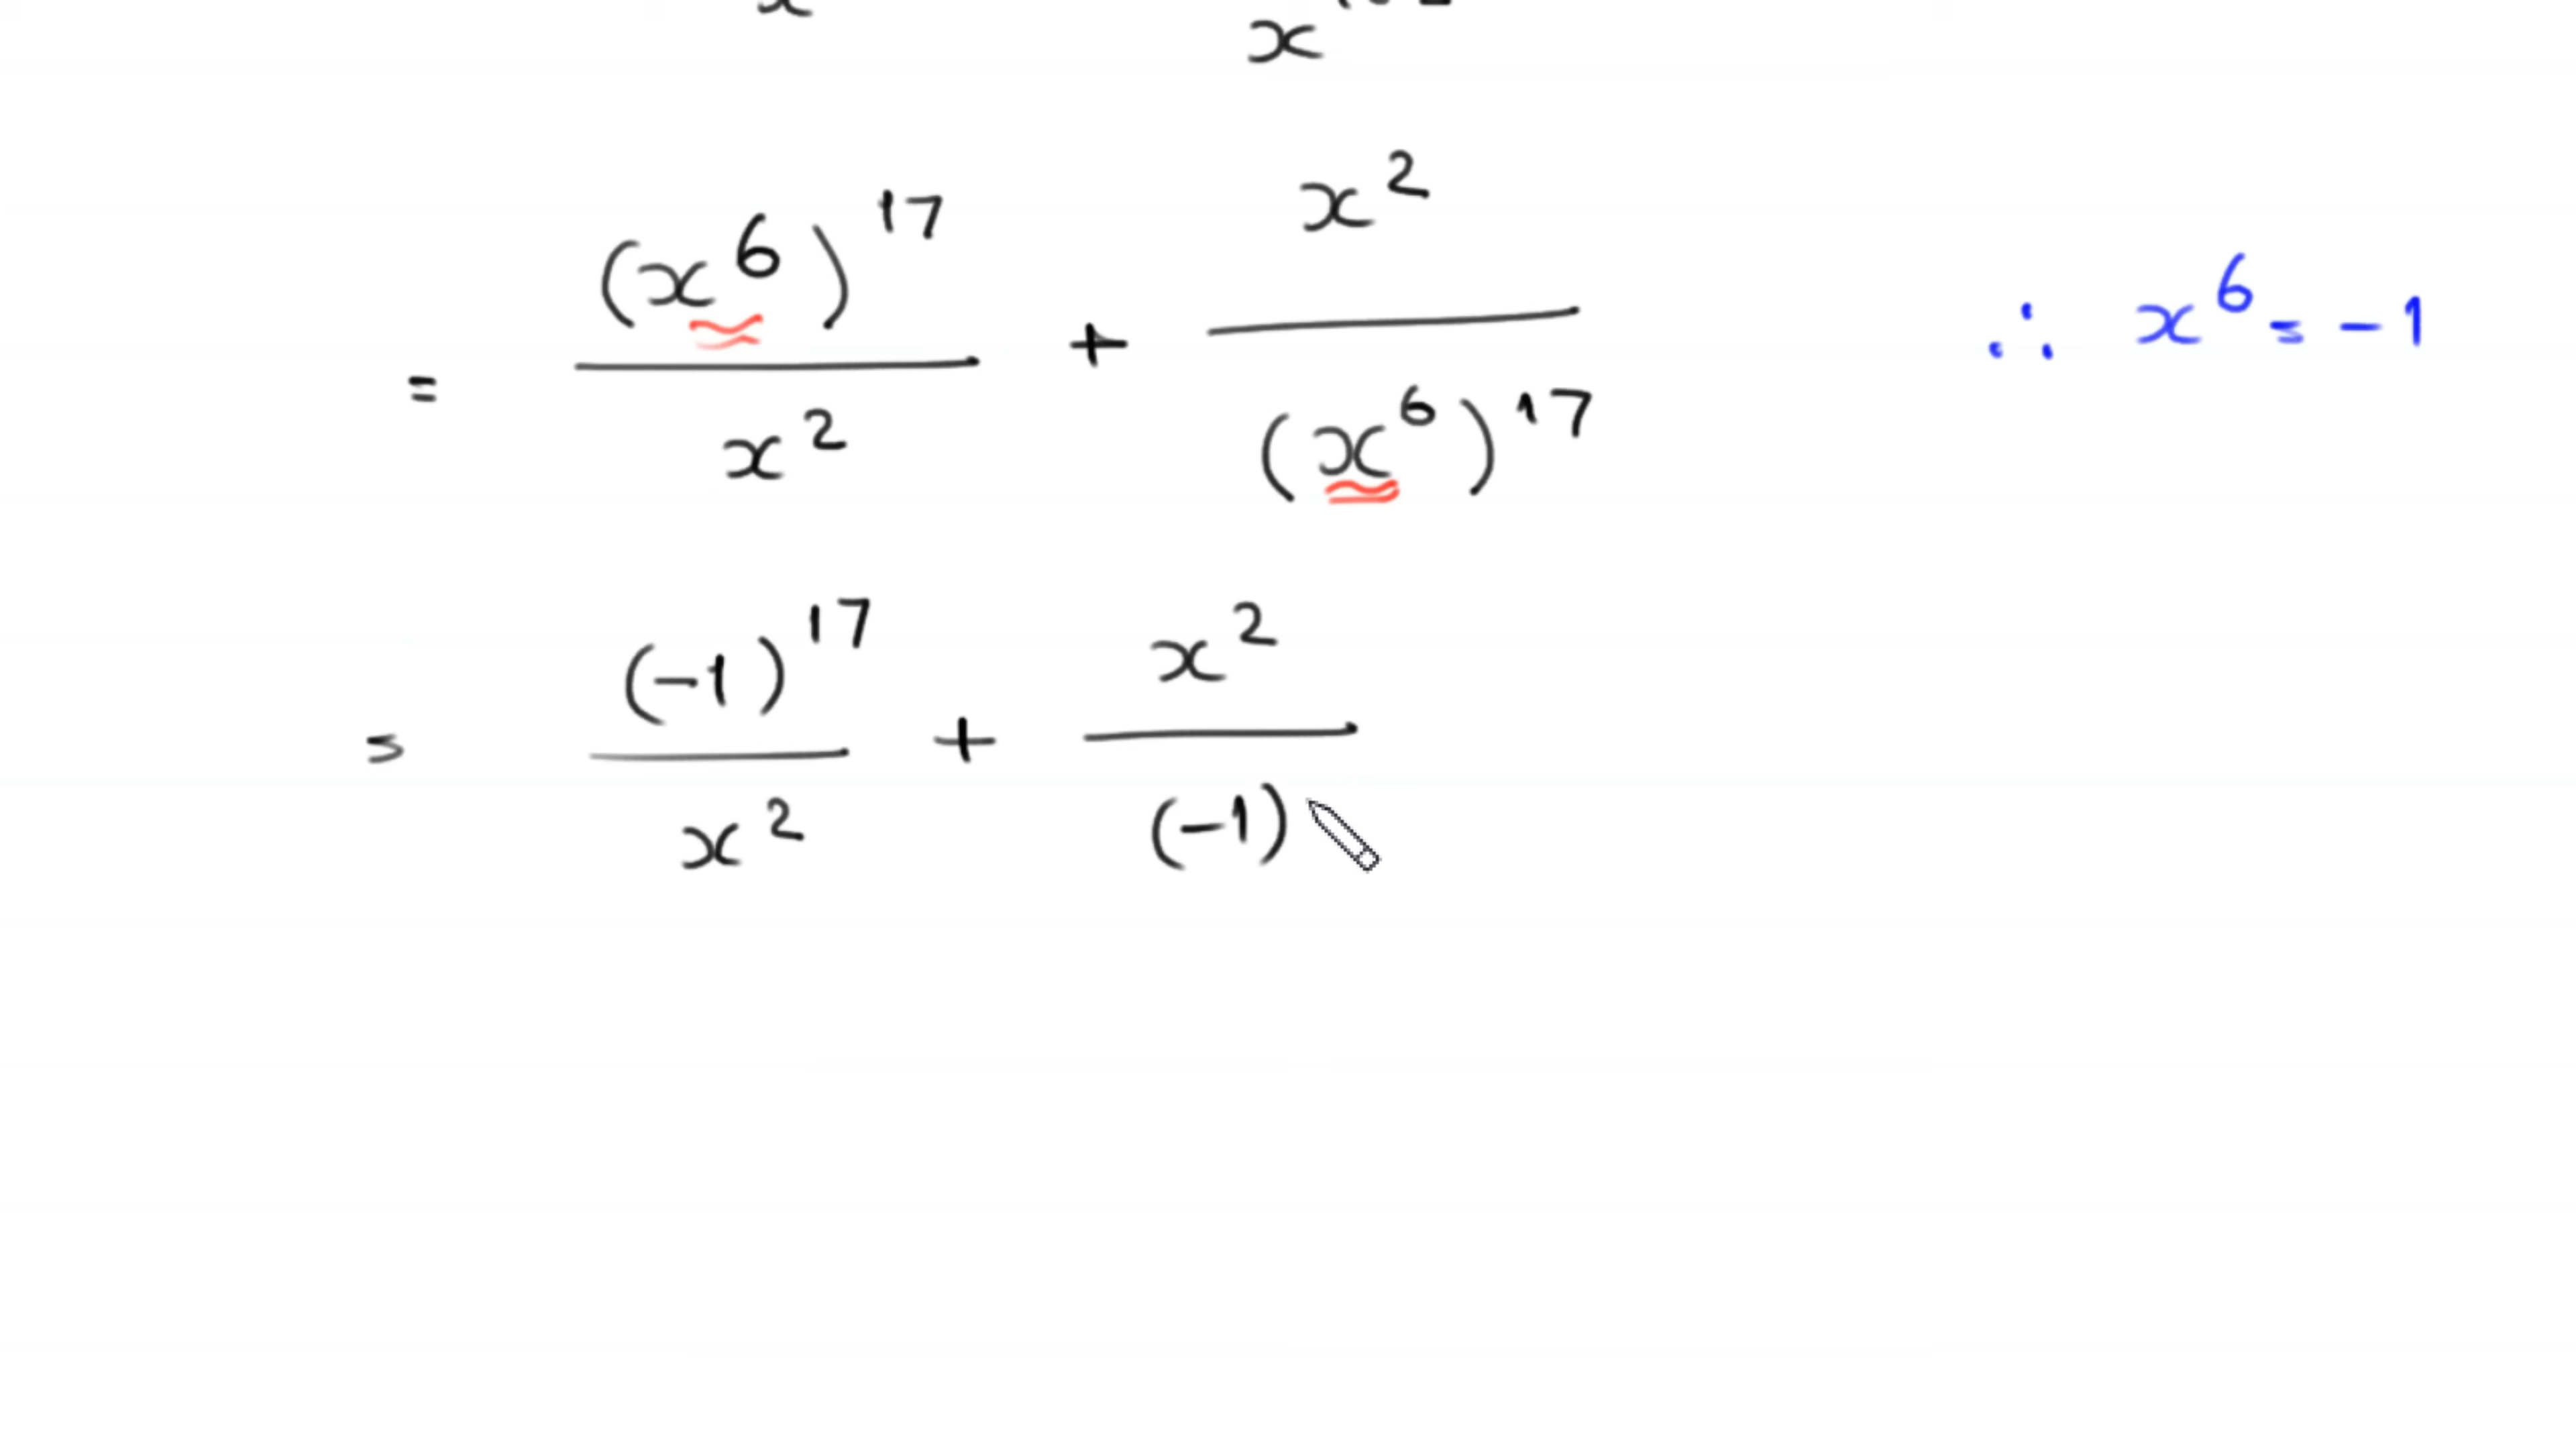 = (x⁶)¹⁷ / x² + x² / (x⁶)¹⁷ ∴ x⁶ = -1
= (-1)¹⁷ / x² + x² / (-1)